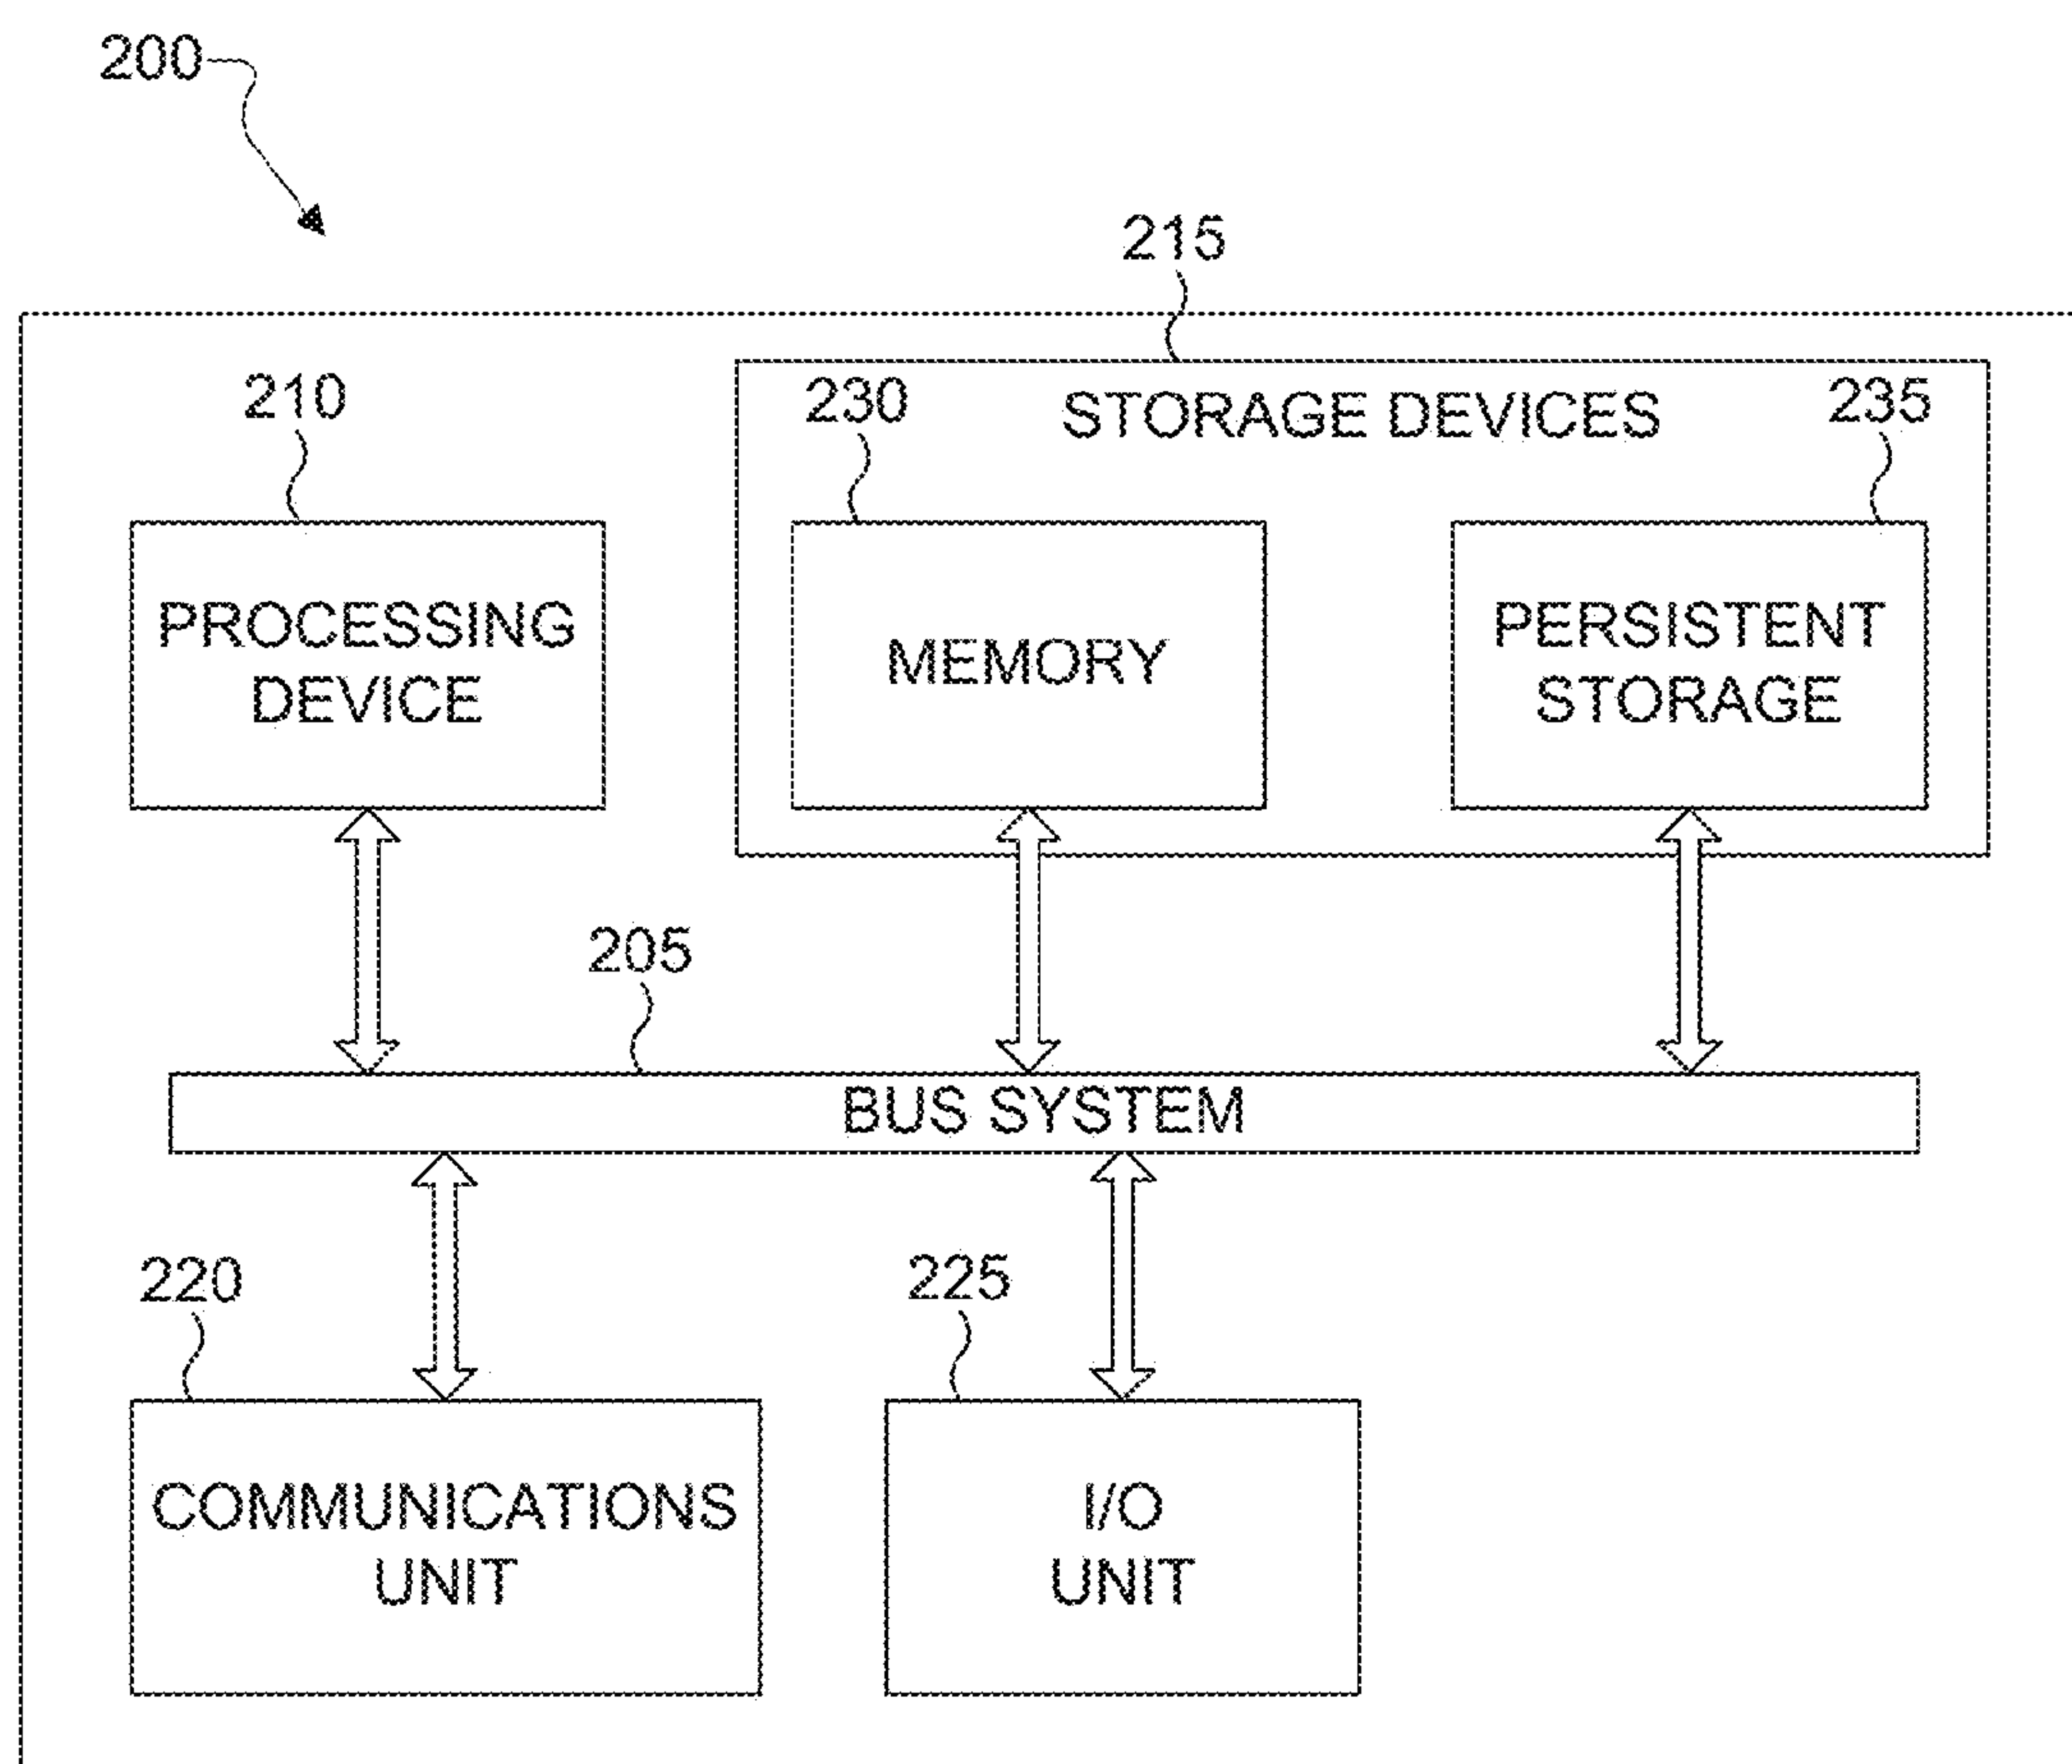 200
215
210
230
STORAGE DEVICES
235
PROCESSING
DEVICE
MEMORY
PERSISTENT
STORAGE
205
BUS SYSTEM
220
225
COMMUNICATIONS
UNIT
I/O
UNIT